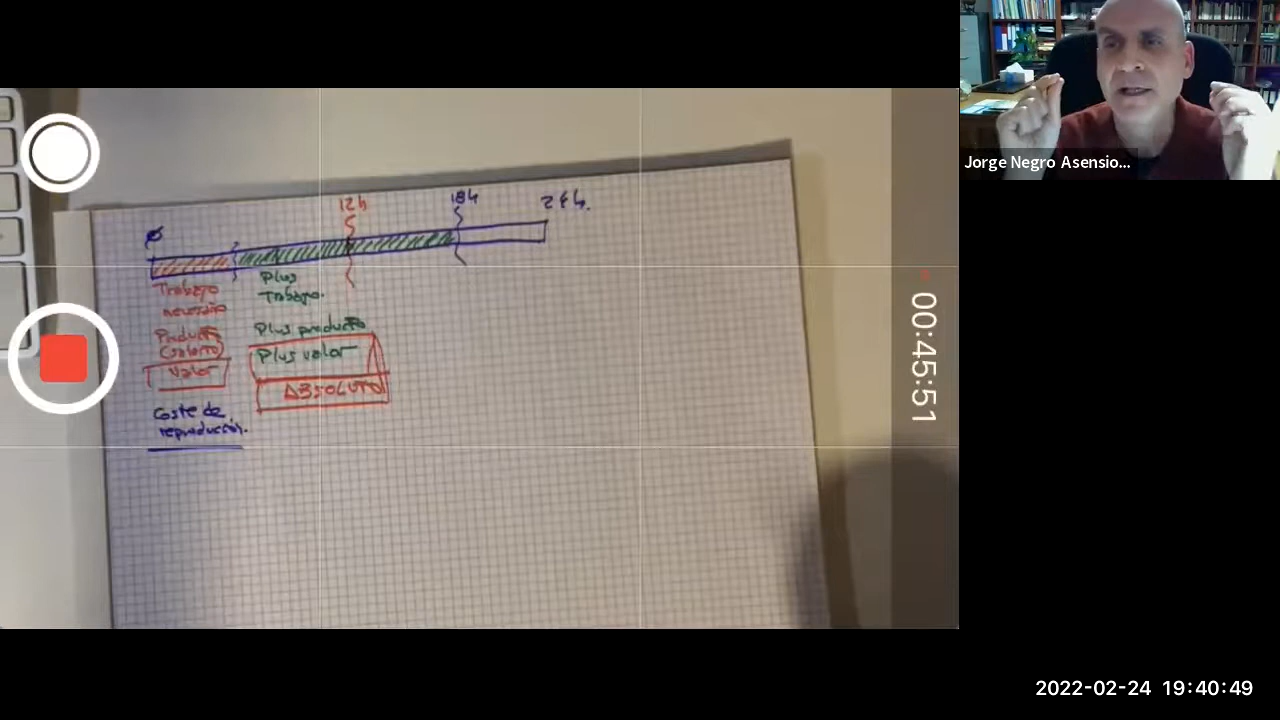 12h
18h
24h.
Ø
Trabajo
necesario
Plus
Trabajo.
Producto
(salario)
Valor
Plus producto
Plus valor
ABSOLUTO
Coste de
reproducción.
00:45:51
Jorge Negro Asensio...
2022-02-24 19:40:49